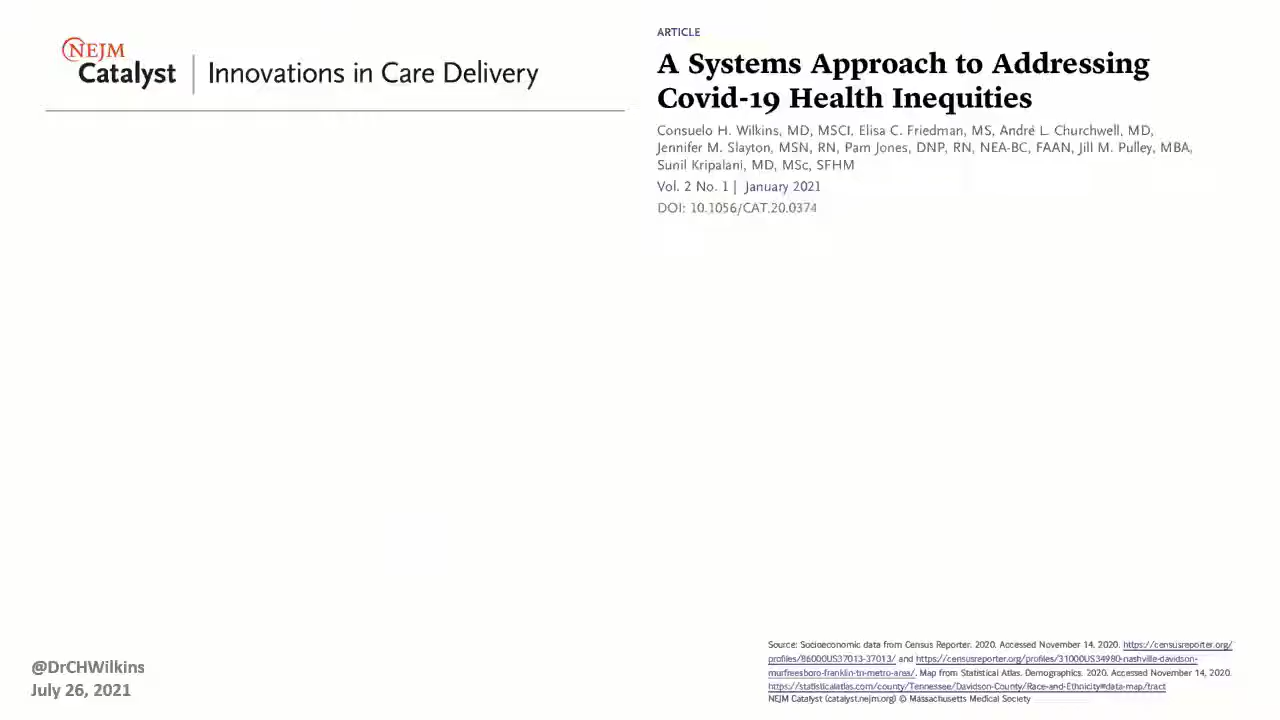 NEJM
Catalyst | Innovations in Care Delivery
ARTICLE
A Systems Approach to Addressing
Covid-19 Health Inequities
Consuelo H. Wilkins, MD, MSCI, Elisa C. Friedman, MS, André L. Churchwell, MD,
Jennifer M. Slayton, MSN, RN, Pam Jones, DNP, RN, NEA-BC, FAAN, Jill M. Pulley, MBA,
Sunil Kripalani, MD, MSc, SFHM
Vol. 2 No. 1 | January 2021
DOI: 10.1056/CAT.20.0374
@DrCHWilkins
July 26, 2021
Source: Socioeconomic data from Census Reporter. 2020. Accessed November 14, 2020. https://censusreporter.org/
profiles/86000US37013-37013/ and https://censusreporter.org/profiles/31000US34980-nashville-davidson-
murfreesboro-franklin-tn-metro-area/. Map from Statistical Atlas. Demographics. 2020. Accessed November 14, 2020.
https://statisticalatlas.com/county/Tennessee/Davidson-County/Race-and-Ethnicity#data-map/tract
NEJM Catalyst (catalyst.nejm.org) © Massachusetts Medical Society